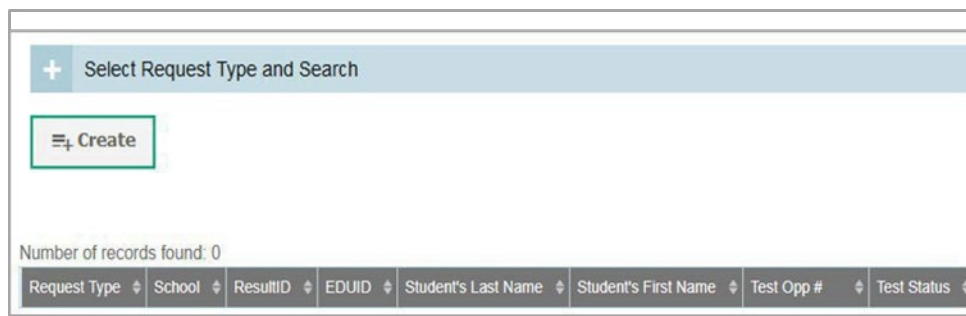 Select Request Type and Search
Create
Number of records found: 0
Request Type School ResultID EDUID Student's Last Name Student's First Name Test Opp # Test Status